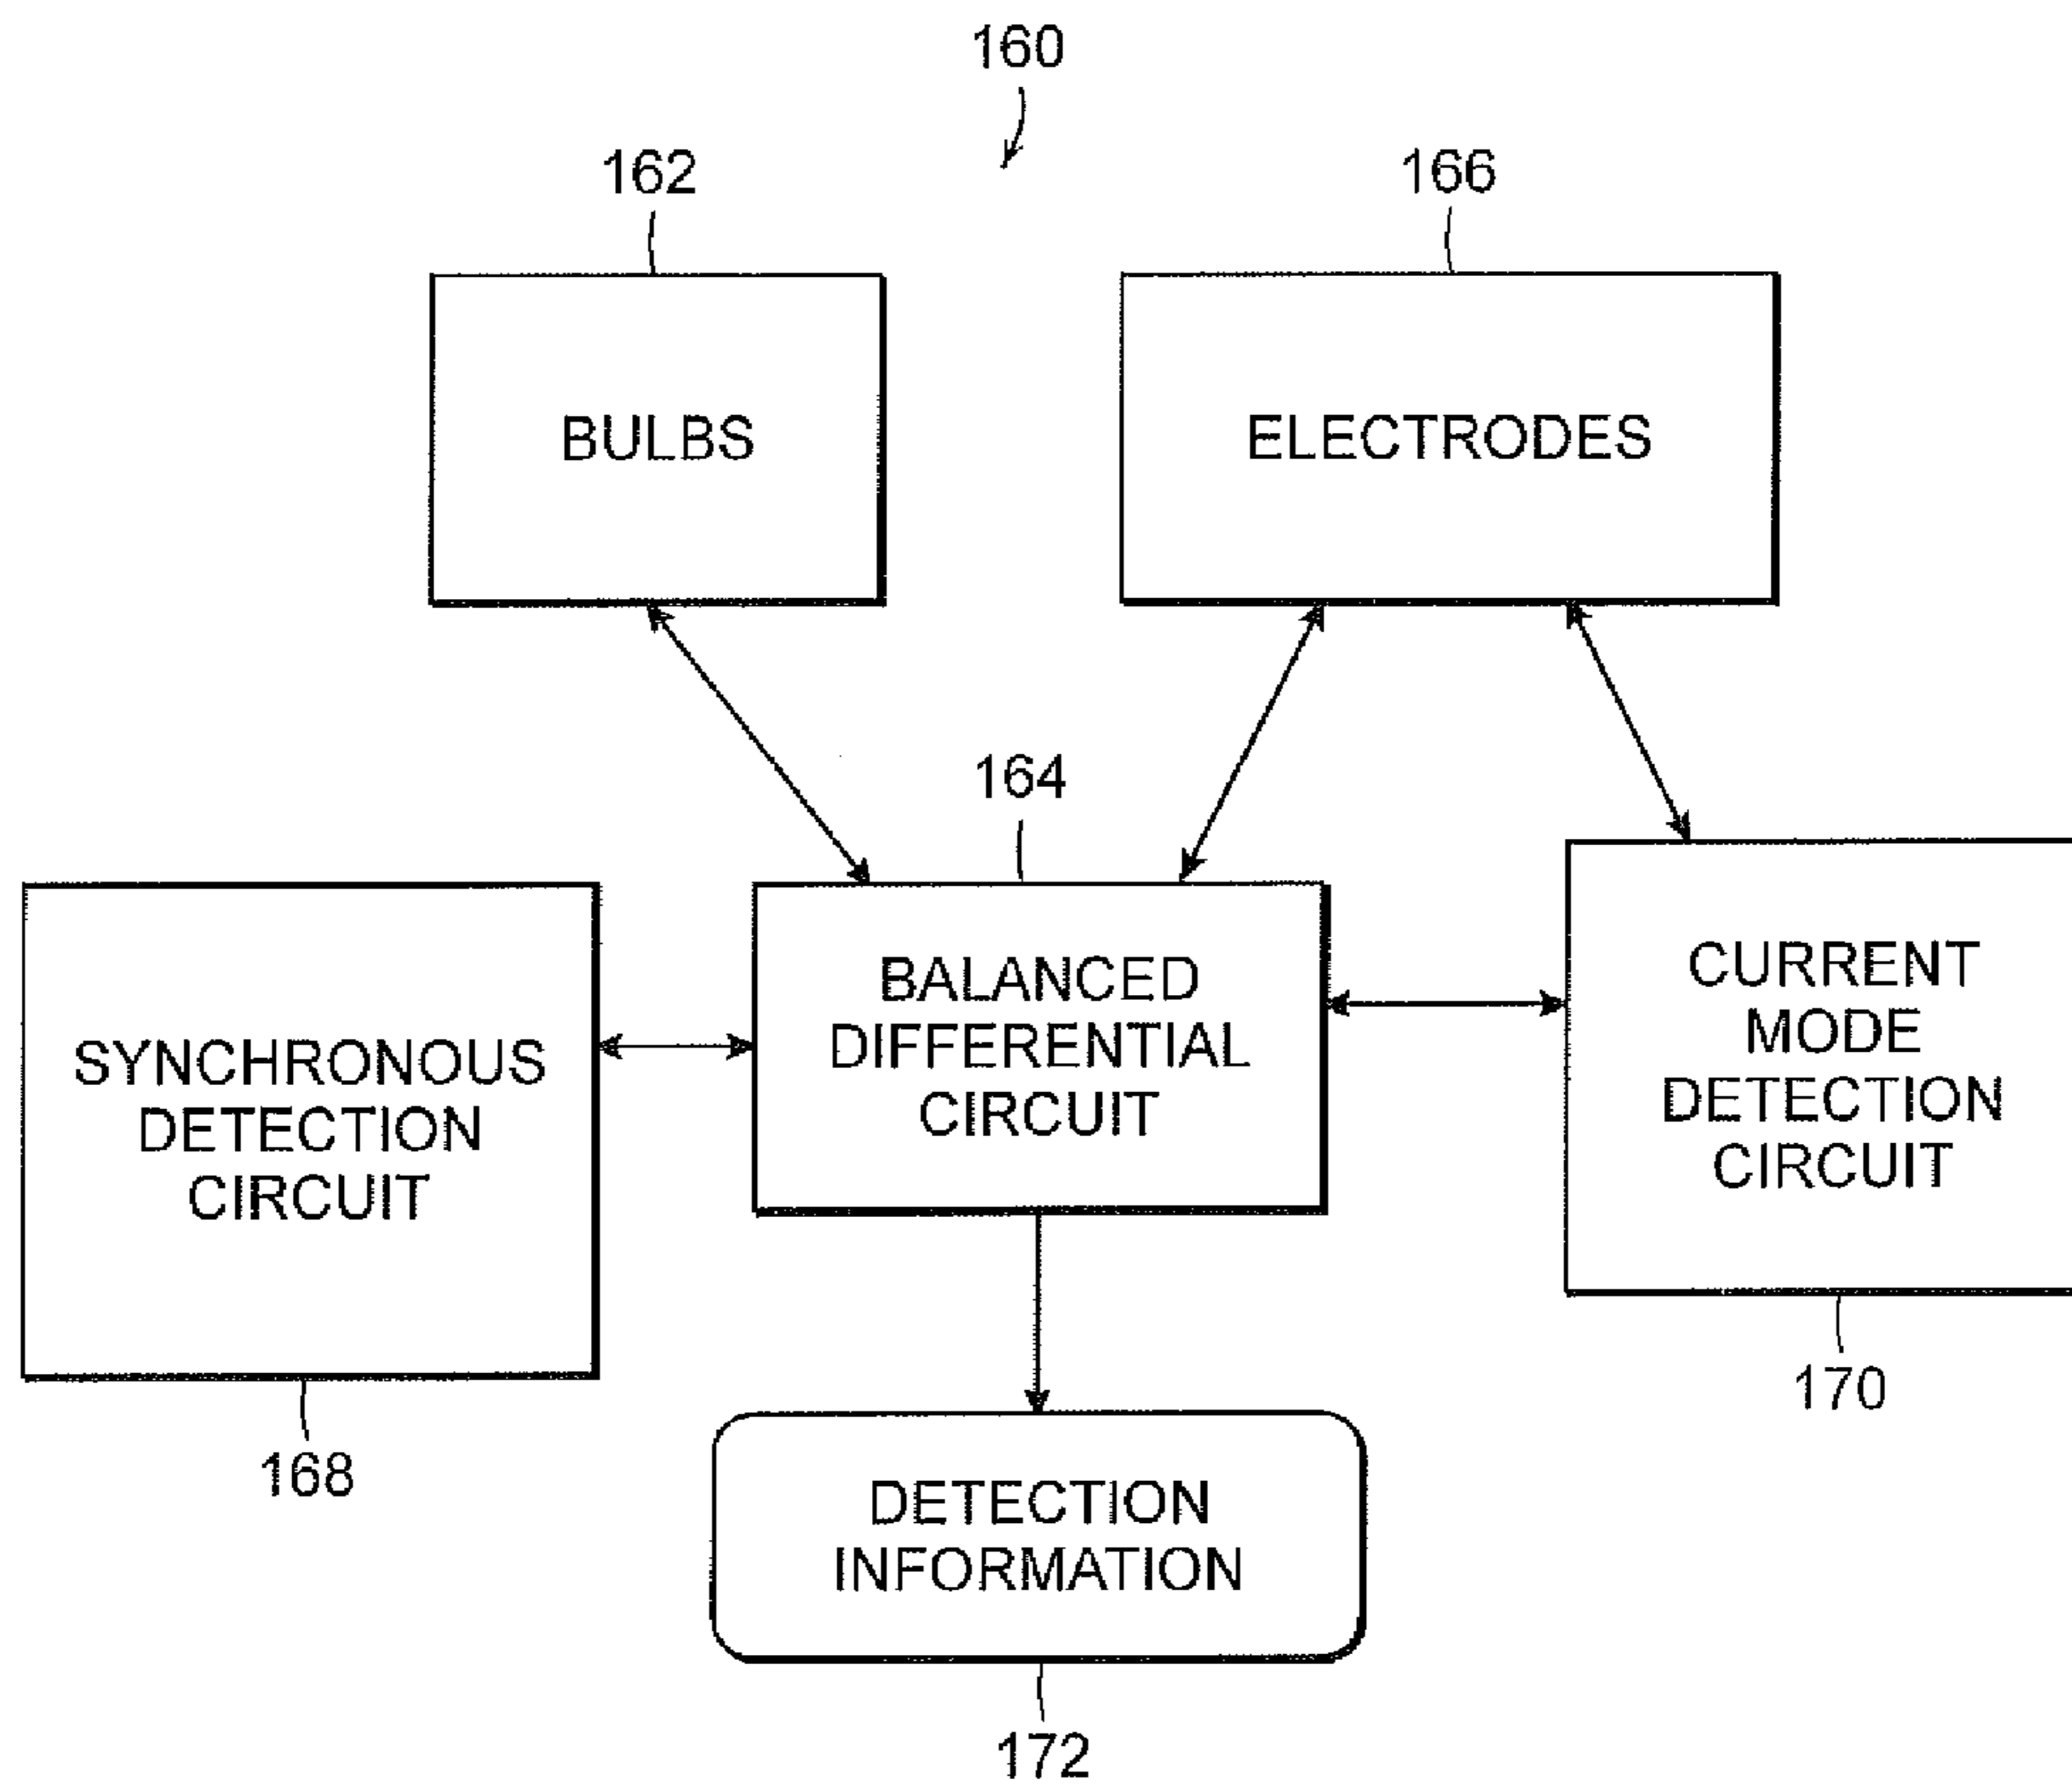 160
162
166
BULBS
ELECTRODES
164
SYNCHRONOUS
DETECTION
CIRCUIT
BALANCED
DIFFERENTIAL
CIRCUIT
CURRENT
MODE
DETECTION
CIRCUIT
170
168
DETECTION
INFORMATION
172